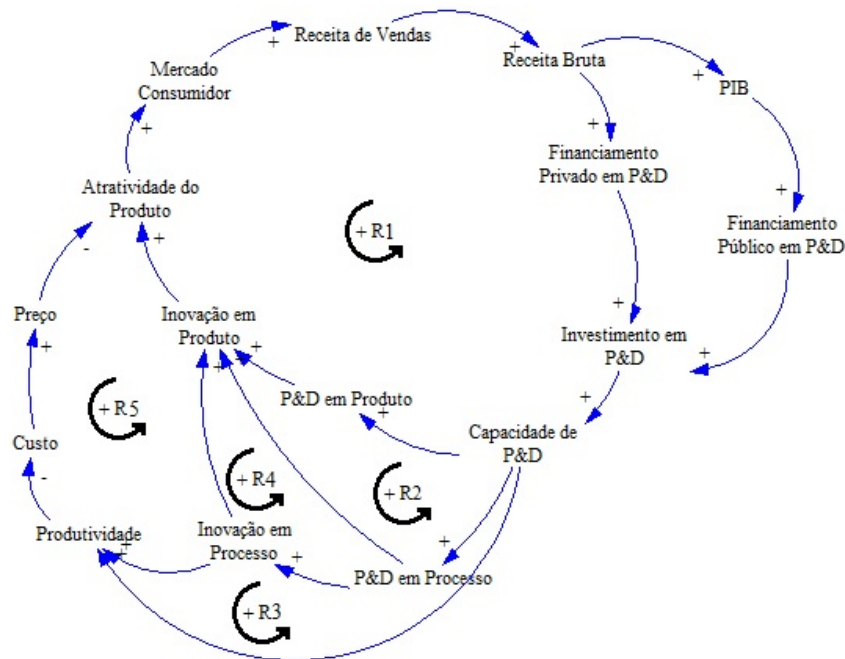 Receita de Vendas
+
+
Receita Bruta
+
PIB
Mercado
Consumidor
+
+
Financiamento
Privado em P&D
Atratividade do
Produto
+
Financiamento
Público em P&D
+ R1
-
+
Preço
+
Inovação em
Produto
+
Investimento em
P&D
+
+
+
+
+
P&D em Produto
+
+ R5
Custo
-
Capacidade de
P&D
+ R4
+ R2
Produtividade
+
Inovação em
Processo
+
+
P&D em Processo
+ R3